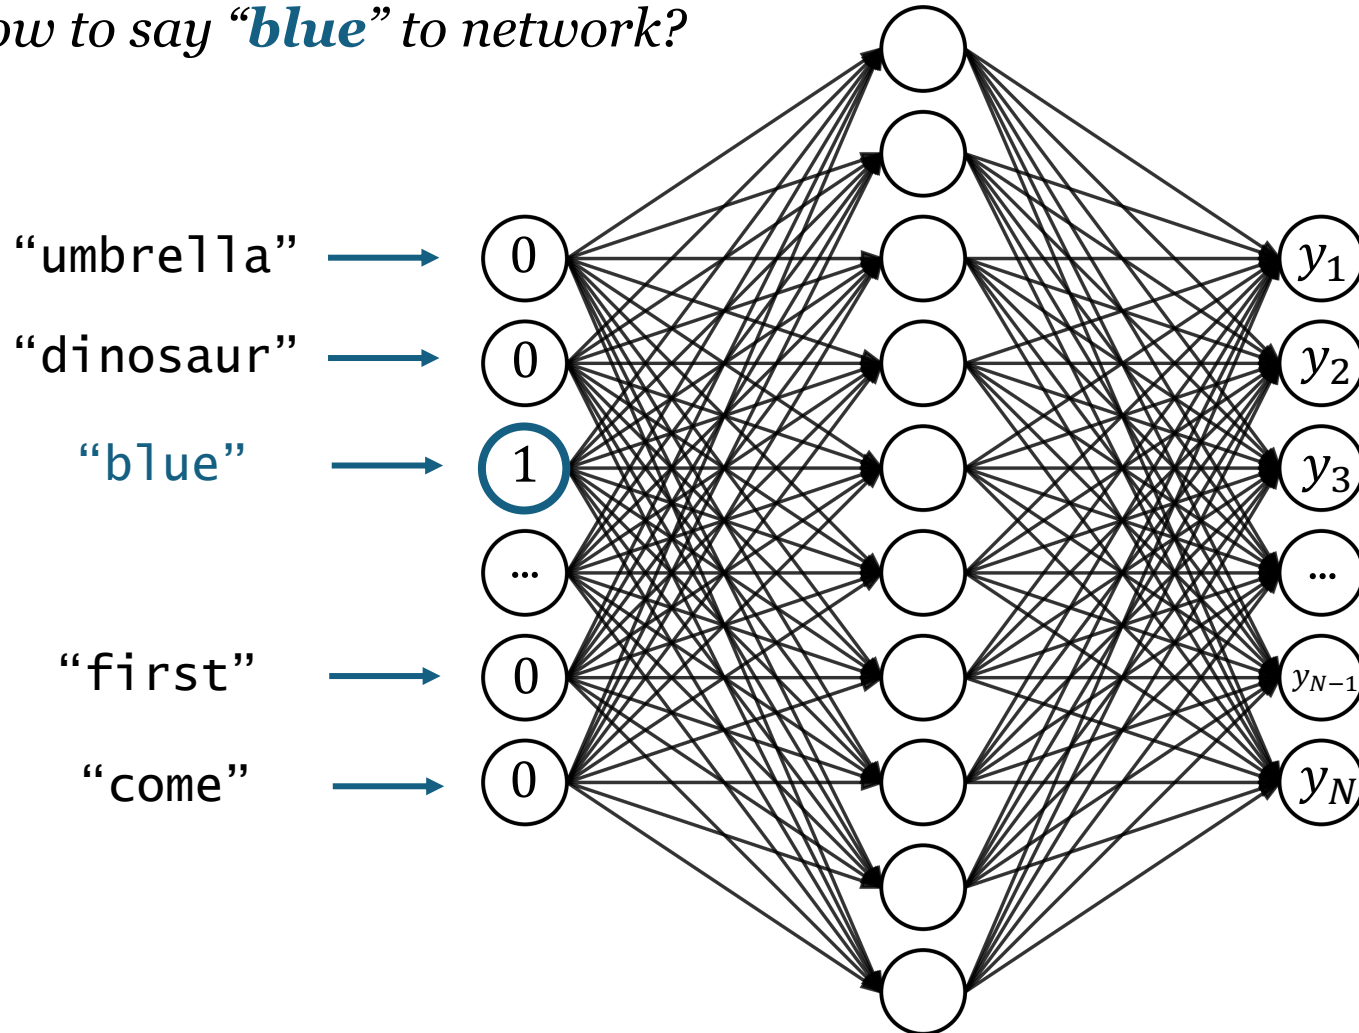 ow to say “blue” to network?
“umbrella” 0 y₁
“dinosaur” 0 y₂
“blue” 1 y₃
... ...
“first” 0 yN−1
“come” 0 yN